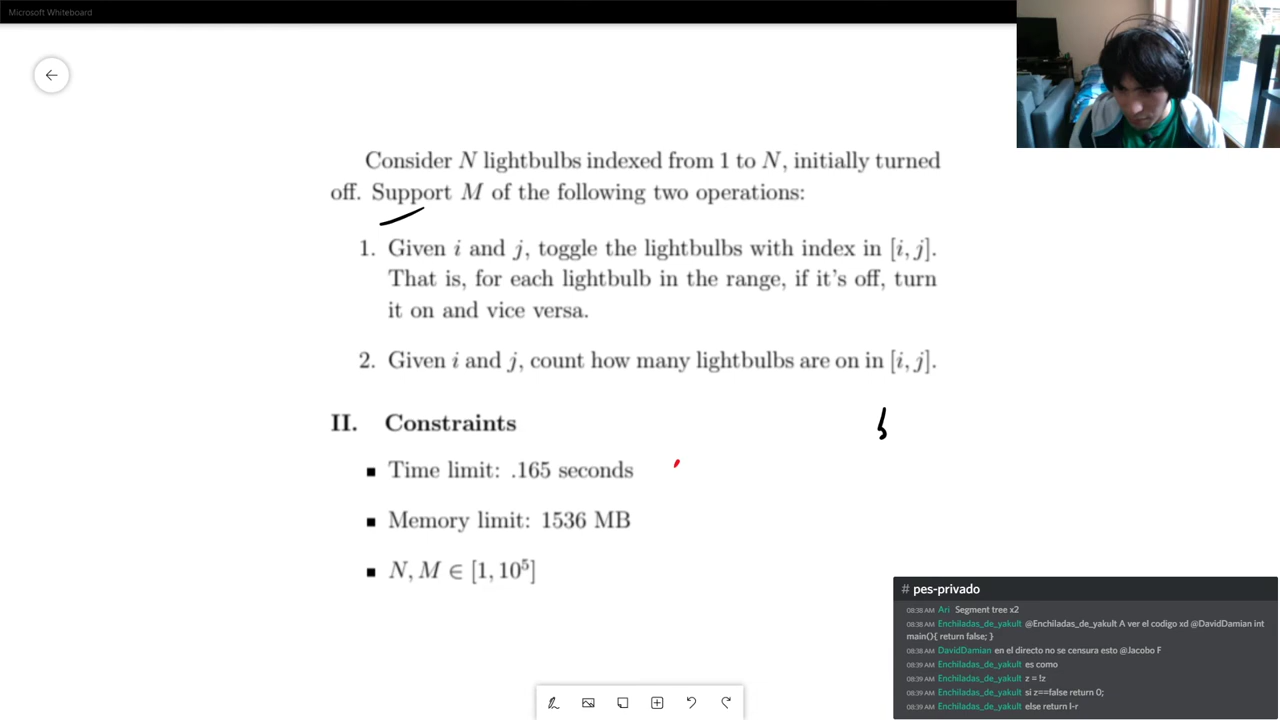 Microsoft Whiteboard
Consider N lightbulbs indexed from 1 to N, initially turned
off. Support M of the following two operations:
1. Given i and j, toggle the lightbulbs with index in [i, j].
That is, for each lightbulb in the range, if it's off, turn
it on and vice versa.
2. Given i and j, count how many lightbulbs are on in [i, j].
II. Constraints
▪ Time limit: .165 seconds
▪ Memory limit: 1536 MB
▪ N, M ∈ [1, 10⁵]
# pes-privado
08:38 AM Ari Segment tree x2
08:38 AM Enchiladas_de_yakult @Enchiladas_de_yakult A ver el codigo xd @DavidDamian int
main(){ return false; }
08:38 AM DavidDamian en el directo no se censura esto @Jacobo F
08:39 AM Enchiladas_de_yakult es como
08:39 AM Enchiladas_de_yakult z = !z
08:39 AM Enchiladas_de_yakult si z==false return 0;
08:39 AM Enchiladas_de_yakult else return l-r